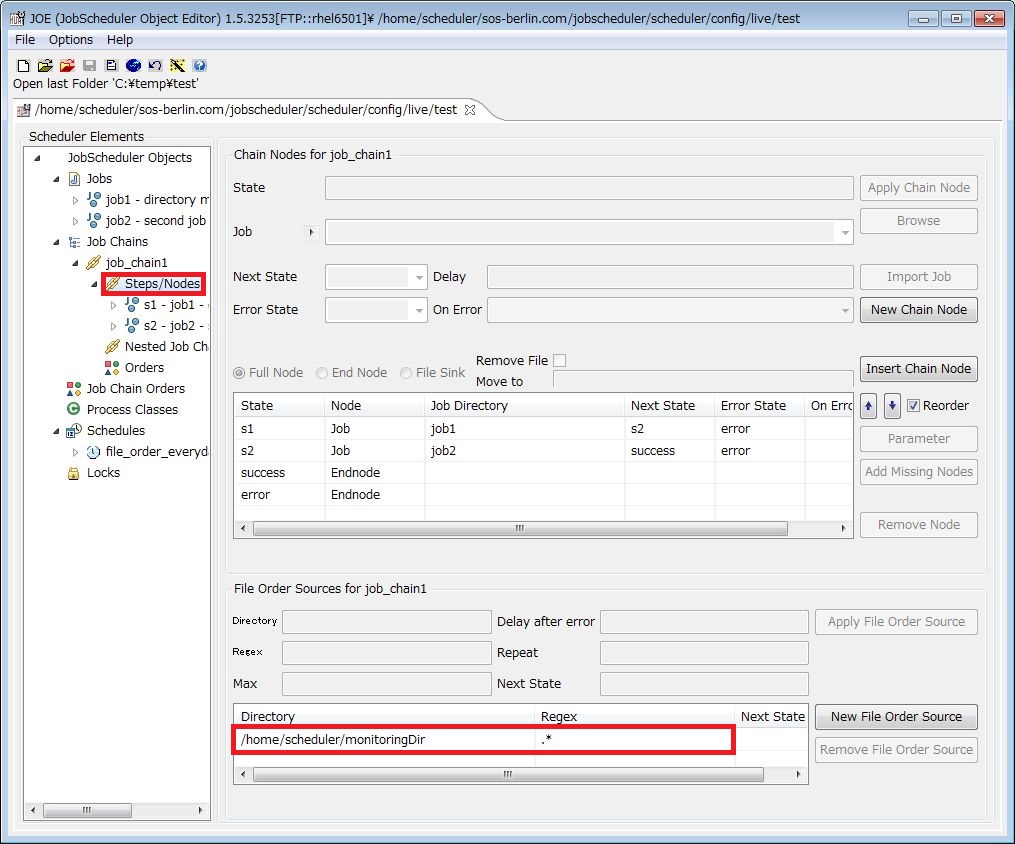 JOE (JobScheduler Object Editor) 1.5.3253[FTP::rhel6501]¥ /home/scheduler/sos-berlin.com/jobscheduler/scheduler/config/live/test
File Options Help
Open last Folder 'C:¥temp¥test'
/home/scheduler/sos-berlin.com/jobscheduler/scheduler/config/live/test
Scheduler Elements
JobScheduler Objects
Jobs
job1 - directory m
job2 - second job
Job Chains
job_chain1
Steps/Nodes
s1 - job1 -
s2 - job2 -
Nested Job Ch
Orders
Job Chain Orders
Process Classes
Schedules
file_order_everyd
Locks
Chain Nodes for job_chain1
State Apply Chain Node
Browse
Job
Next State Delay Import Job
Error State On Error New Chain Node
Remove File
Full Node End Node File Sink Insert Chain Node
Move to
State Node Job Directory Next State Error State On Erro Reorder
s1 Job job1 s2 error
Parameter
s2 Job job2 success error
success Endnode Add Missing Nodes
error Endnode
Remove Node
File Order Sources for job_chain1
Directory Delay after error Apply File Order Source
Regex Repeat
Max Next State
Directory Regex Next State New File Order Source
/home/scheduler/monitoringDir .*
Remove File Order Source